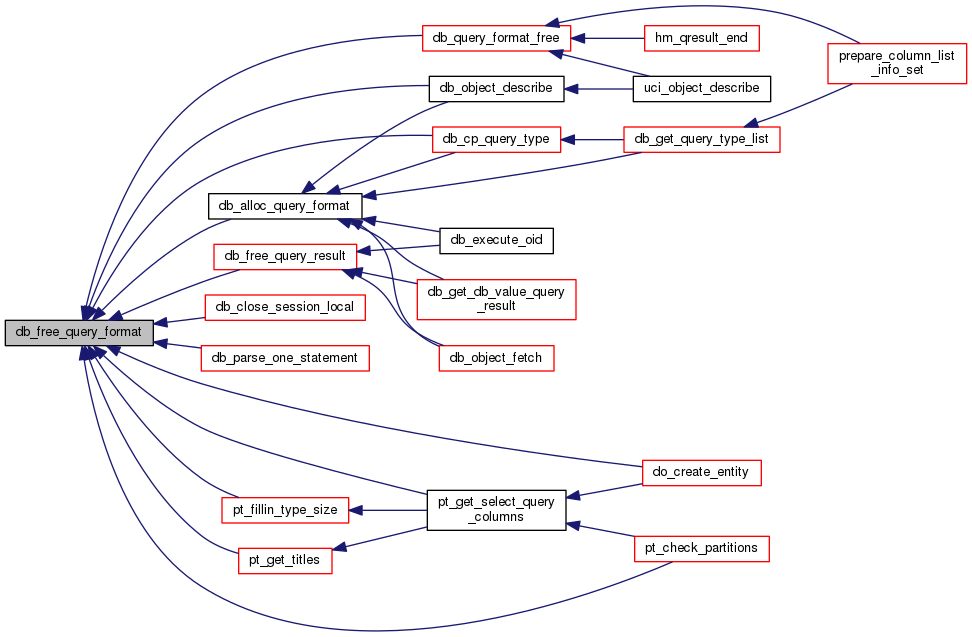 db_query_format_free
hm_qresult_end
prepare_column_list
_info_set
db_object_describe
uci_object_describe
db_cp_query_type
db_get_query_type_list
db_alloc_query_format
db_execute_oid
db_free_query_result
db_get_db_value_query
_result
db_close_session_local
db_free_query_format
db_parse_one_statement
db_object_fetch
do_create_entity
pt_fillin_type_size
pt_get_select_query
_columns
pt_get_titles
pt_check_partitions